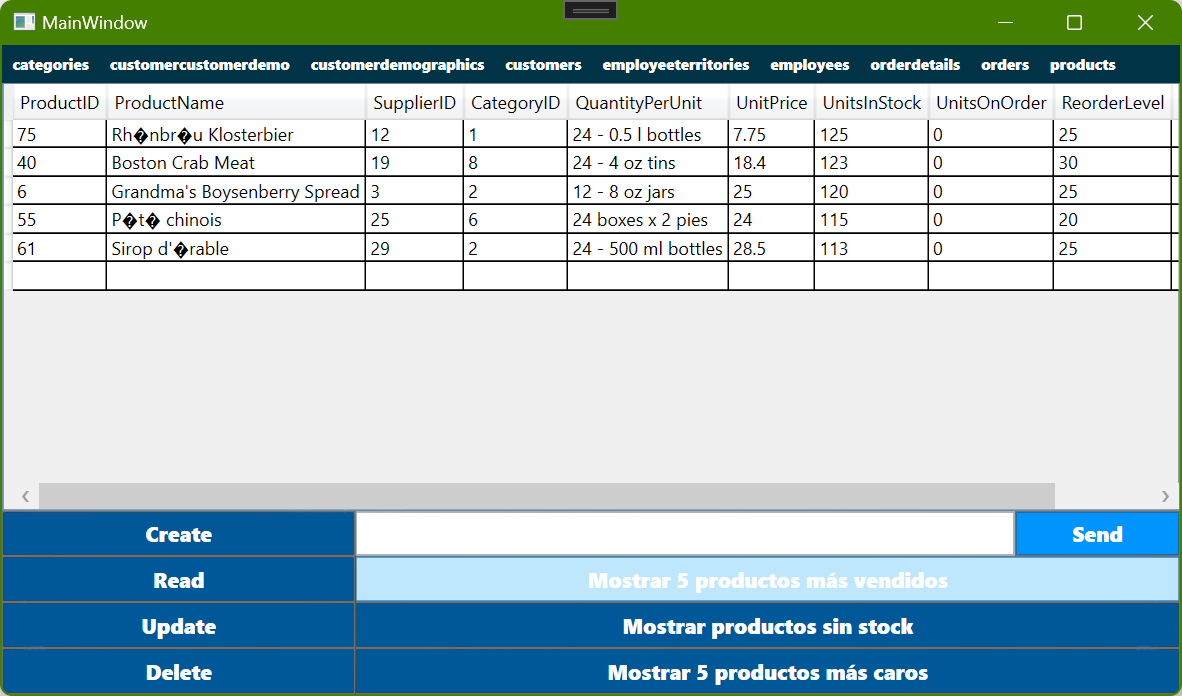 MainWindow
categories customercustomerdemo customerdemographics customers employeeterritories employees orderdetails orders products
ProductID ProductName SupplierID CategoryID QuantityPerUnit UnitPrice UnitsInStock UnitsOnOrder ReorderLevel
75 Rh�nbr�u Klosterbier 12 1 24 - 0.5 l bottles 7.75 125 0 25
40 Boston Crab Meat 19 8 24 - 4 oz tins 18.4 123 0 30
6 Grandma's Boysenberry Spread 3 2 12 - 8 oz jars 25 120 0 25
55 P�t� chinois 25 6 24 boxes x 2 pies 24 115 0 20
61 Sirop d'�rable 29 2 24 - 500 ml bottles 28.5 113 0 25
Create Send
Read Mostrar 5 productos más vendidos
Update Mostrar productos sin stock
Delete Mostrar 5 productos más caros